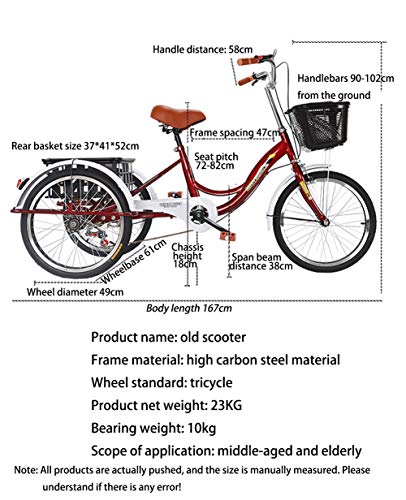 Handle distance: 58cm
Handlebars 90-102cm
from the ground
Frame spacing 47cm
Rear basket size 37*41*52cm
Seat pitch
72-82cm
Wheelbase 61cm
Chassis
height
18cm
Span beam
distance 38cm
Wheel diameter 49cm
Body length 167cm
Product name: old scooter
Frame material: high carbon steel material
Wheel standard: tricycle
Product net weight: 23KG
Bearing weight: 10kg
Scope of application: middle-aged and elderly
Note: All products are actually pushed, and the size is manually measured. Please
understand if there is any error!